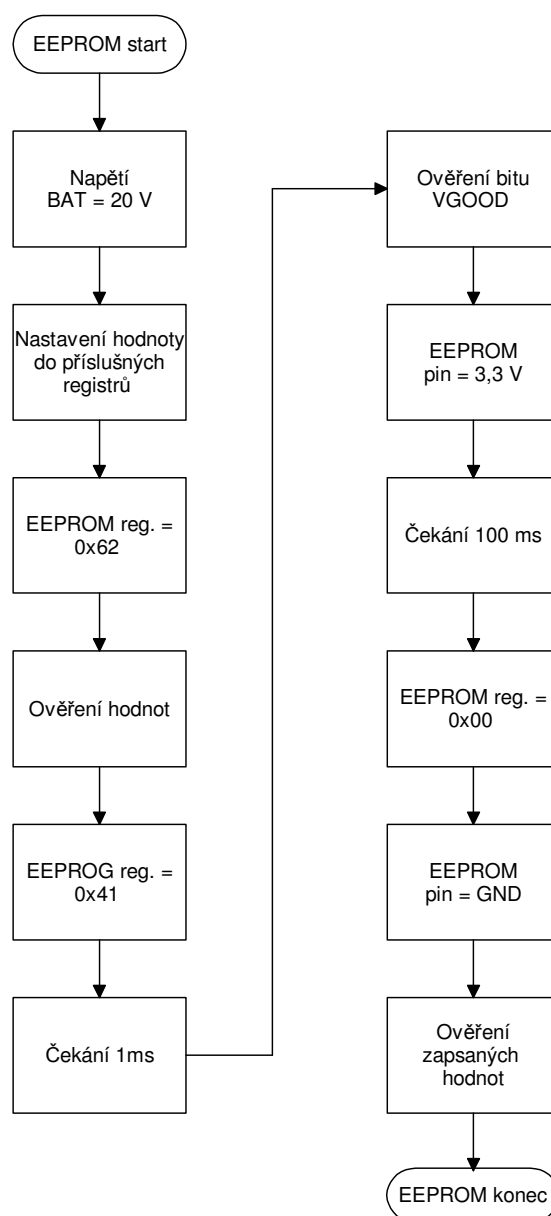 EEPROM start
Napětí
BAT = 20 V
Nastavení hodnoty
do příslušných
registrů
EEPROM reg. =
0x62
Ověření hodnot
EEPROG reg. =
0x41
Čekání 1ms
Ověření bitu
VGOOD
EEPROM
pin = 3,3 V
Čekání 100 ms
EEPROM reg. =
0x00
EEPROM
pin = GND
Ověření
zapsaných
hodnot
EEPROM konec